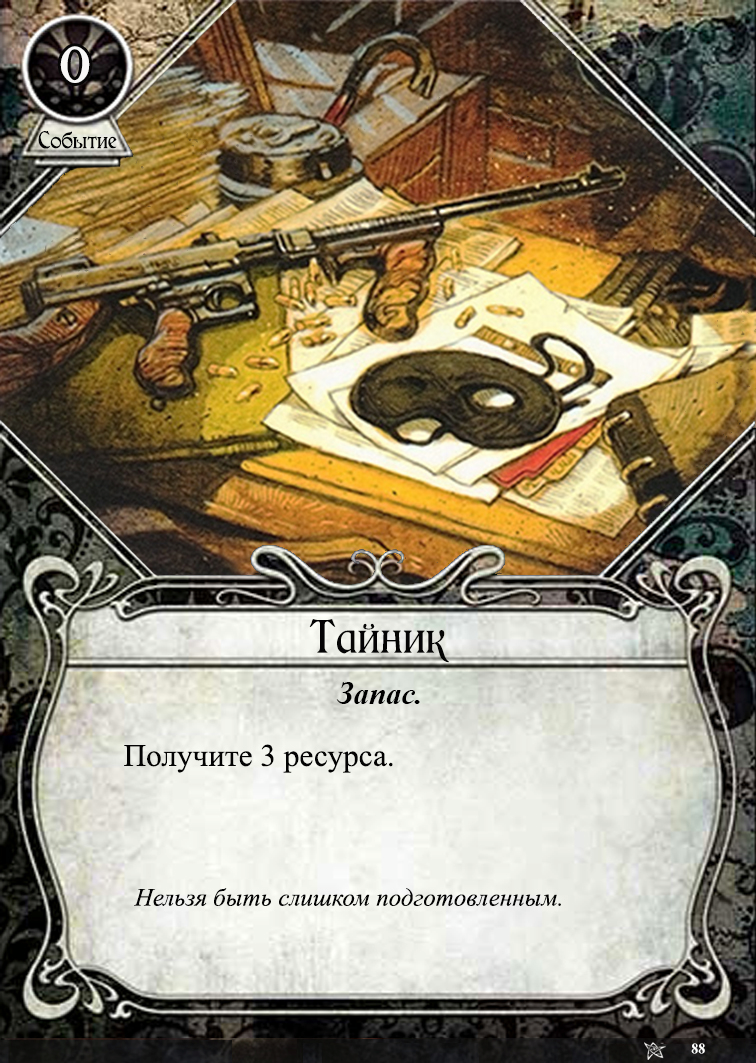 0
Событие
Тайник
Запас.
Получите 3 ресурса.
Нельзя быть слишком подготовленным.
88